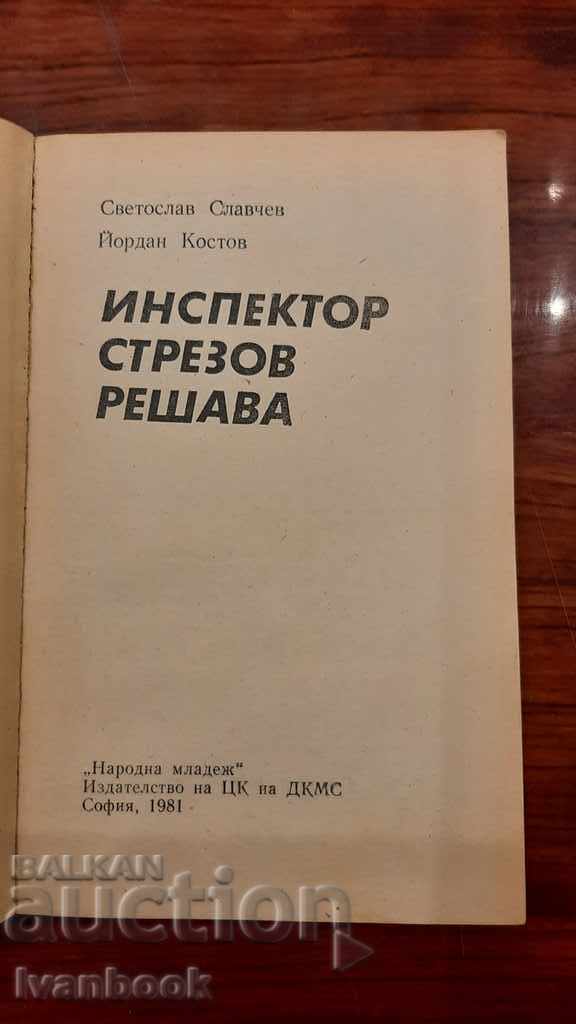 Светослав Славчев
Йордан Костов
ИНСПЕКТОР
СТРЕЗОВ
РЕШАВА
„Народна младеж“
Издателство на ЦК на ДКМС
София, 1981
BALKAN
auction
Ivanbook